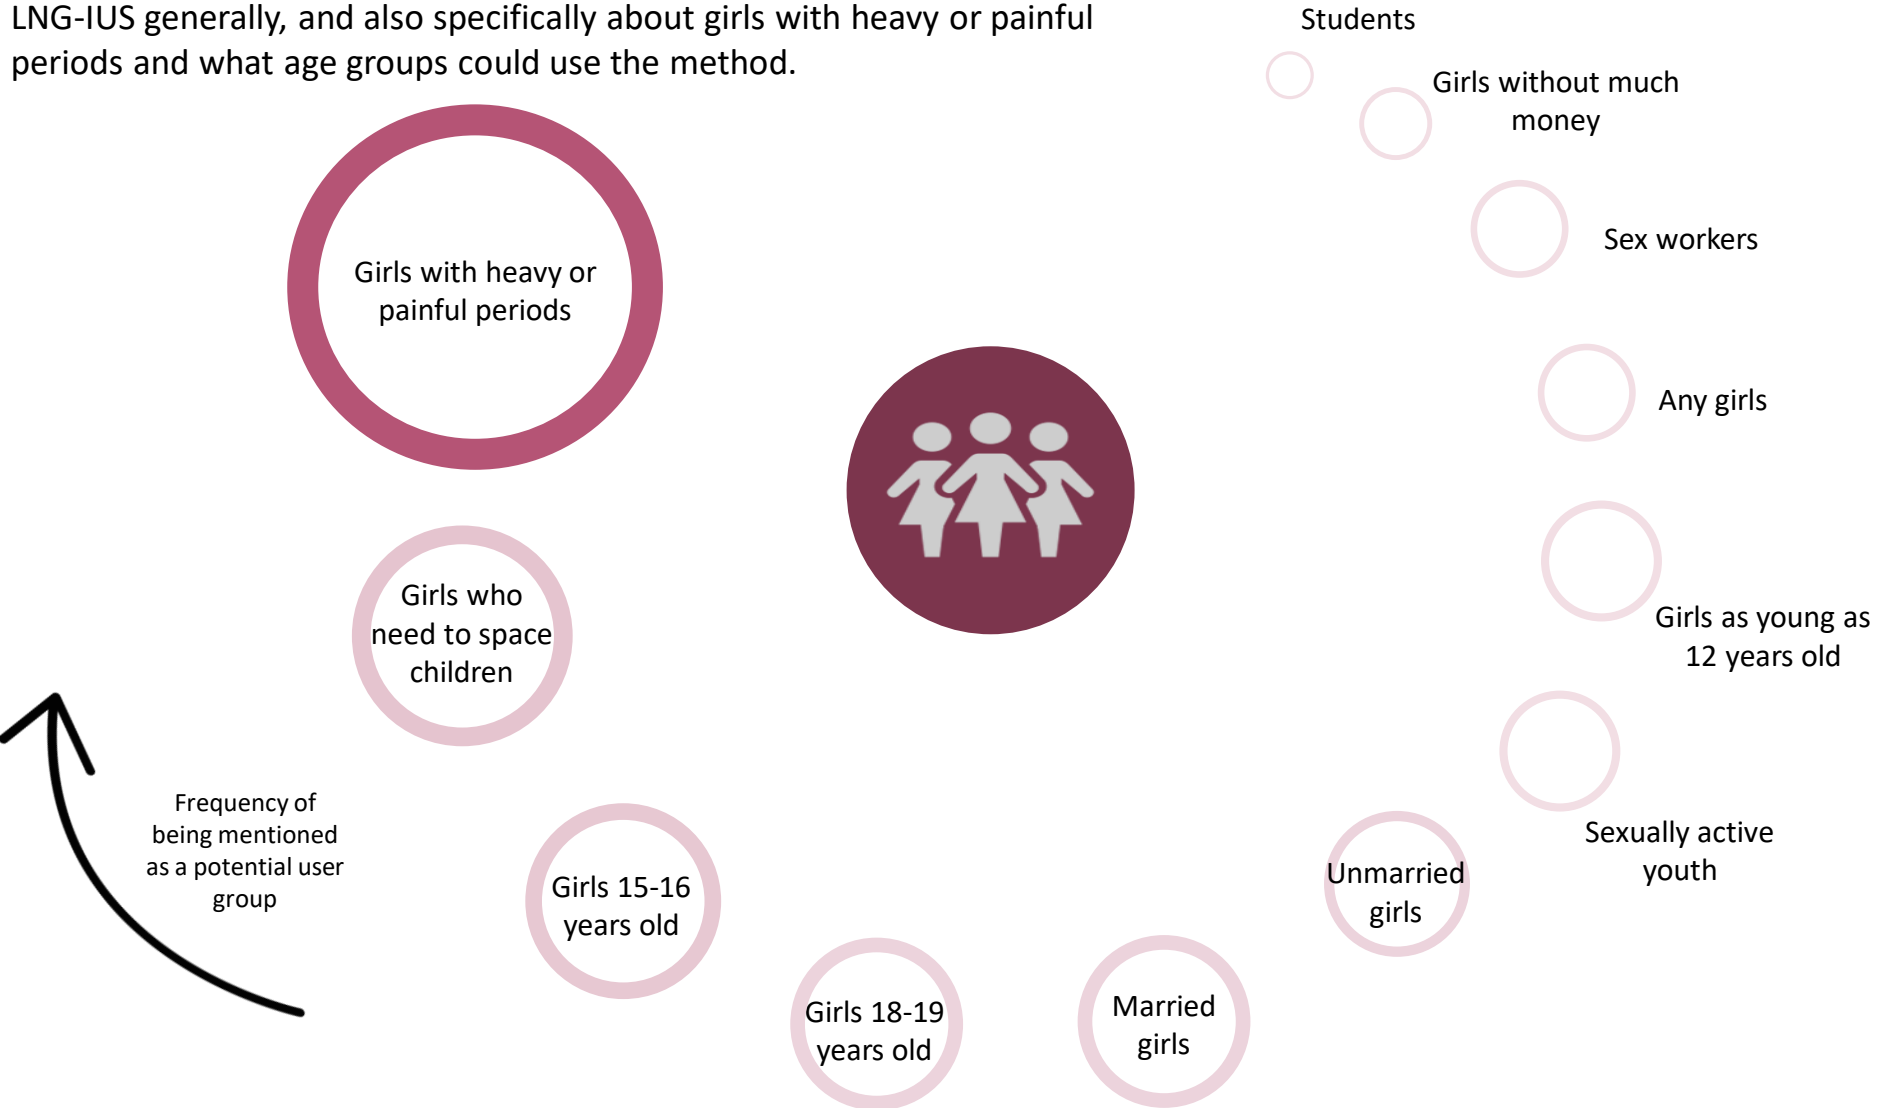 LNG-IUS generally, and also specifically about girls with heavy or painful
periods and what age groups could use the method.
Students
Girls without much
money
Sex workers
Any girls
Girls as young as
12 years old
Sexually active
youth
Unmarried
girls
Married
girls
Girls 18-19
years old
Girls 15-16
years old
Girls who
need to space
children
Girls with heavy or
painful periods
Frequency of
being mentioned
as a potential user
group